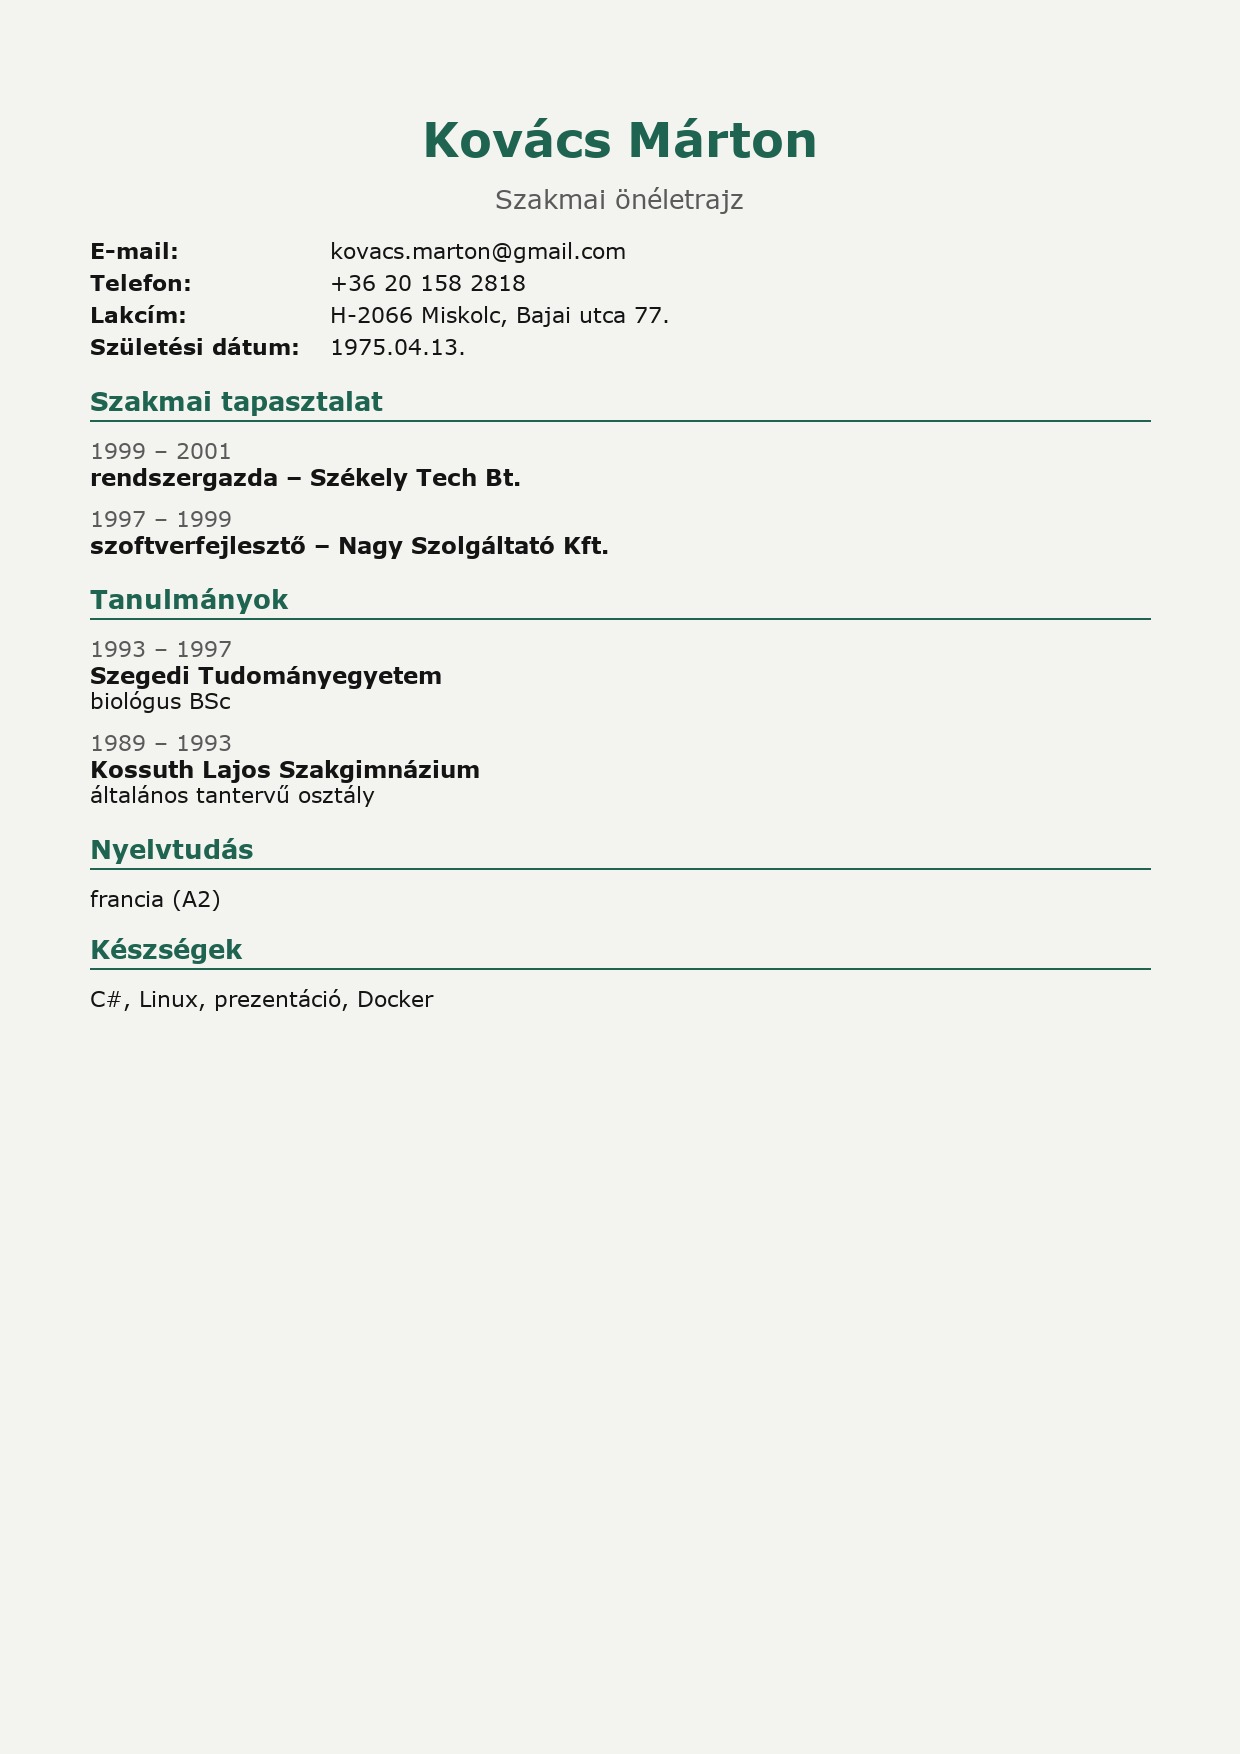 Kovács Márton
Szakmai önéletrajz
E-mail: kovacs.marton@gmail.com
Telefon: +36 20 158 2818
Lakcím: H-2066 Miskolc, Bajai utca 77.
Születési dátum: 1975.04.13.
Szakmai tapasztalat
1999 – 2001
rendszergazda – Székely Tech Bt.
1997 – 1999
szoftverfejlesztő – Nagy Szolgáltató Kft.
Tanulmányok
1993 – 1997
Szegedi Tudományegyetem
biológus BSc
1989 – 1993
Kossuth Lajos Szakgimnázium
általános tantervű osztály
Nyelvtudás
francia (A2)
Készségek
C#, Linux, prezentáció, Docker